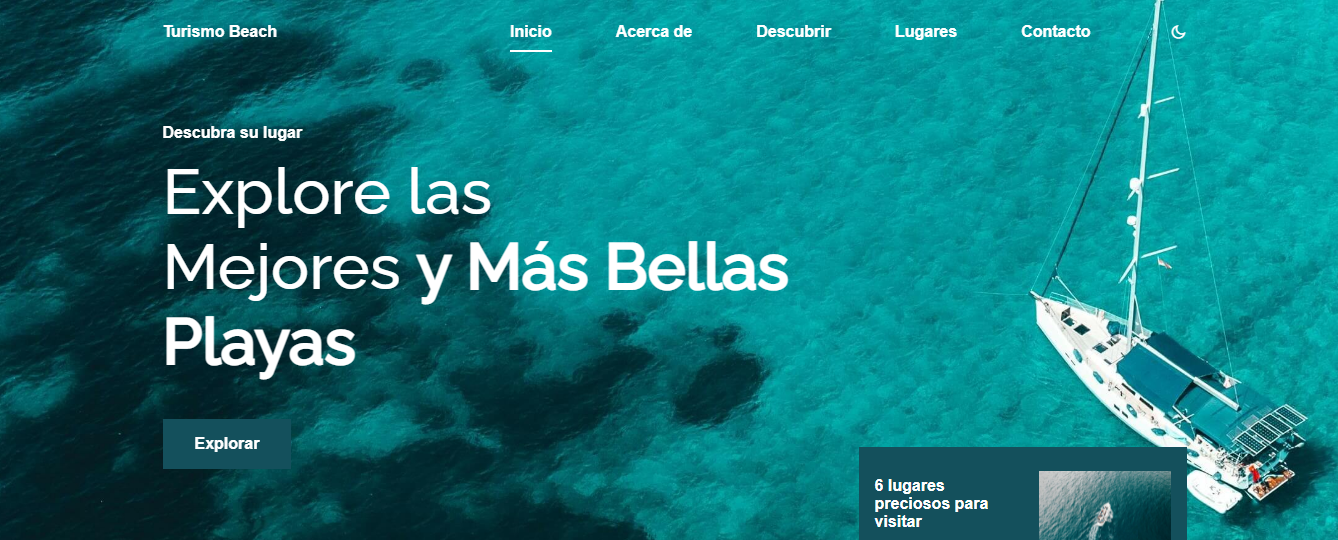 Turismo Beach
Inicio
Acerca de
Descubrir
Lugares
Contacto
Descubra su lugar
Explore las
Mejores y Más Bellas
Playas
Explorar
6 lugares
preciosos para
visitar